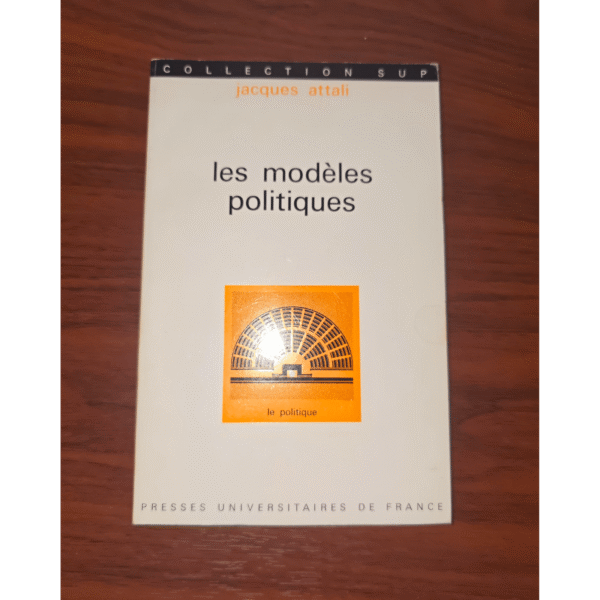 COLLECTION SUP
jacques attali
les modèles
politiques
le politique
PRESSES UNIVERSITAIRES DE FRANCE